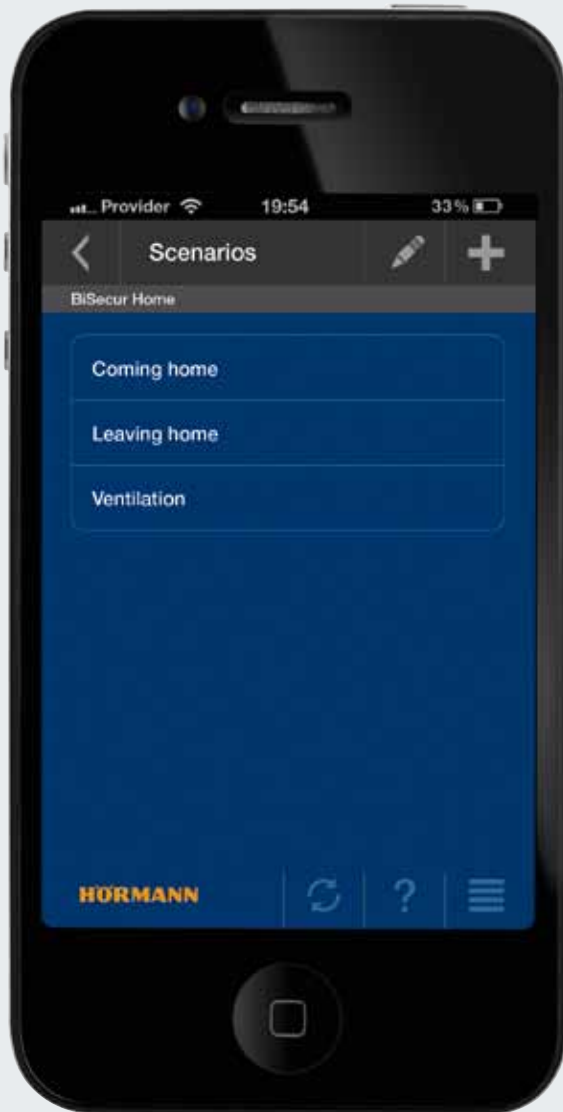 Provider 19:54 33%
Scenarios
BiSecur Home
Coming home
Leaving home
Ventilation
HÖRMANN ?